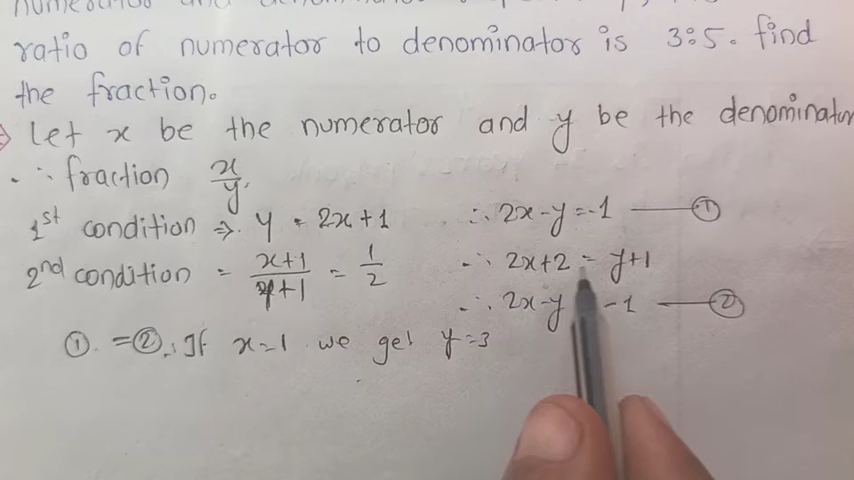 numerator and
ratio of numerator to denominator is 3:5. find
the fraction.
Let x be the numerator and y be the denominator
∴ fraction x/y.
1st condition ⇒ y = 2x+1 ∴ 2x-y=-1 ①
2nd condition = x+1/y+1 = 1/2 ∴ 2x+2 = y+1
∴ 2x-y -1 ②
① = ②. ∴ If x=1 we get y=3